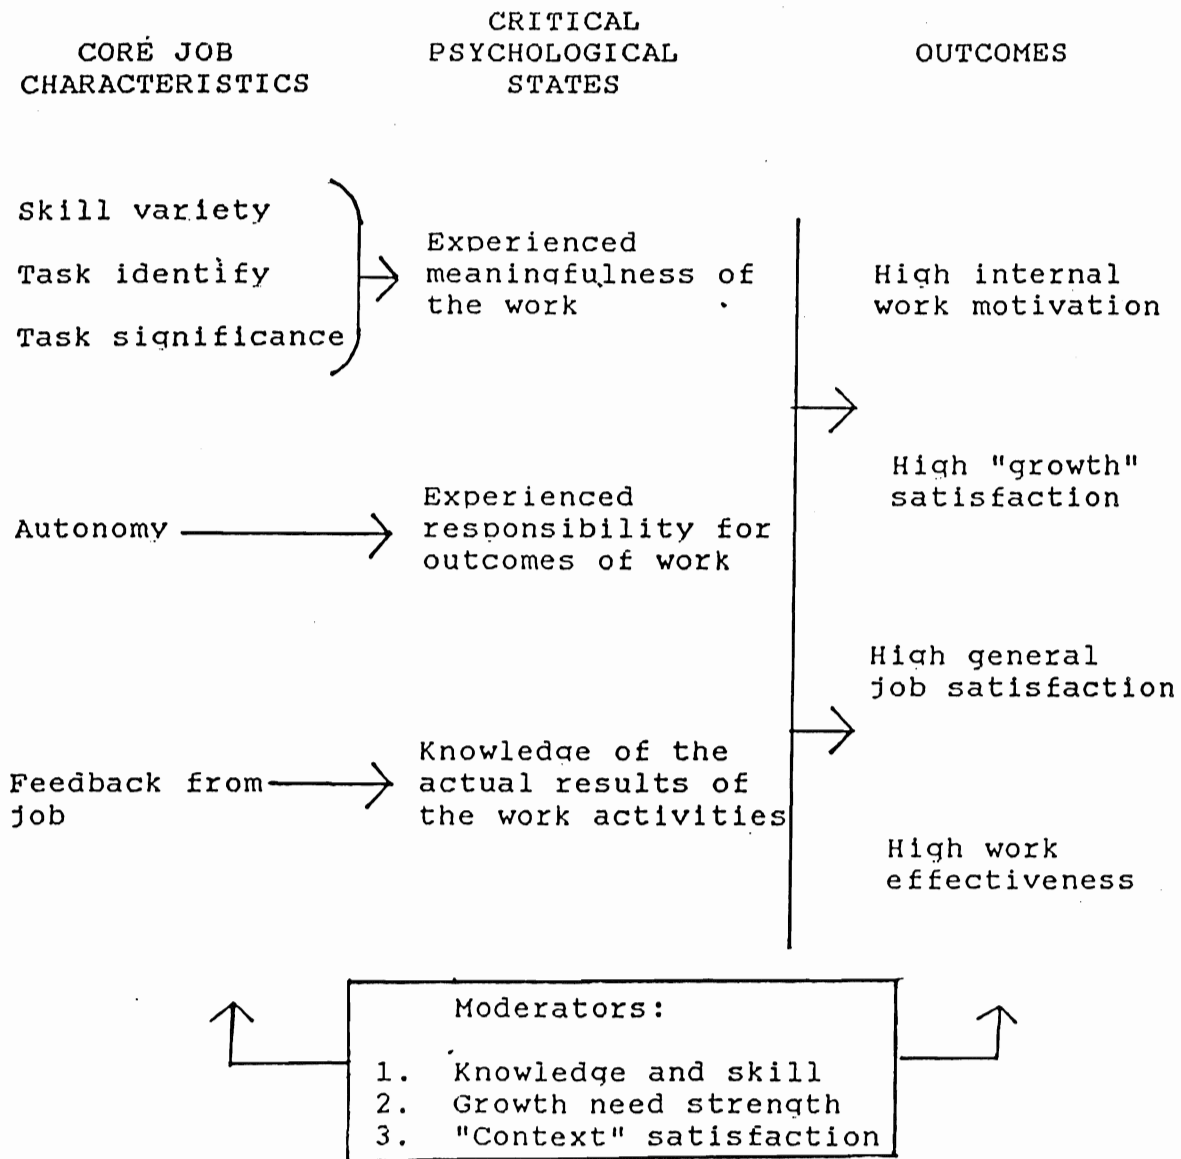 CORÉ JOB
CHARACTERISTICS
CRITICAL
PSYCHOLOGICAL
STATES
OUTCOMES
Skill variety
Task identify
Task significance
Experienced
meaningfulness of
the work
High internal
work motivation
High "growth"
satisfaction
Autonomy
Experienced
responsibility for
outcomes of work
High general
job satisfaction
Feedback from
job
Knowledge of the
actual results of
the work activities
High work
effectiveness
Moderators:
1. Knowledge and skill
2. Growth need strength
3. "Context" satisfaction